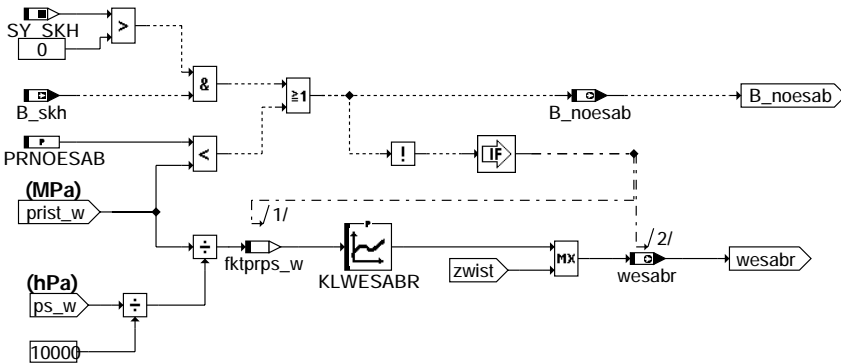 SY_SKH
>
0
&
B_skh
≥1
B_noesab
B_noesab
P
PRNOESAB
<
!
IF
(MPa)
prist_w
/1/
÷
fktprps_w
P
KLWESABR
zwist
MX
/2/
wesabr
wesabr
(hPa)
ps_w
÷
10000